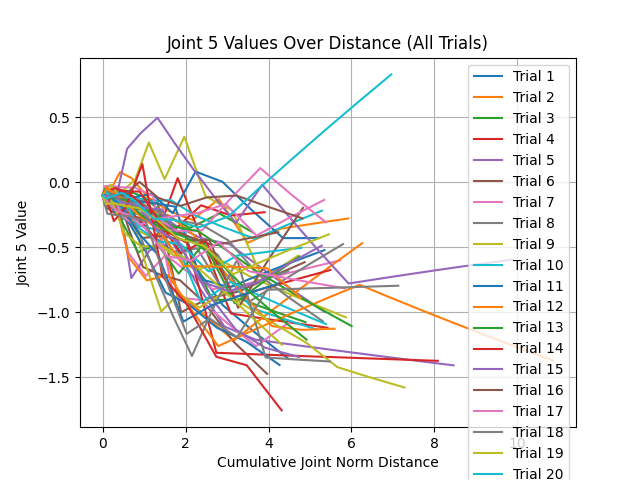 Joint 5 Values Over Distance (All Trials)
Joint 5 Value
0.5
0.0
−0.5
−1.0
−1.5
0
2
4
6
8
10
Cumulative Joint Norm Distance
Trial 1
Trial 2
Trial 3
Trial 4
Trial 5
Trial 6
Trial 7
Trial 8
Trial 9
Trial 10
Trial 11
Trial 12
Trial 13
Trial 14
Trial 15
Trial 16
Trial 17
Trial 18
Trial 19
Trial 20